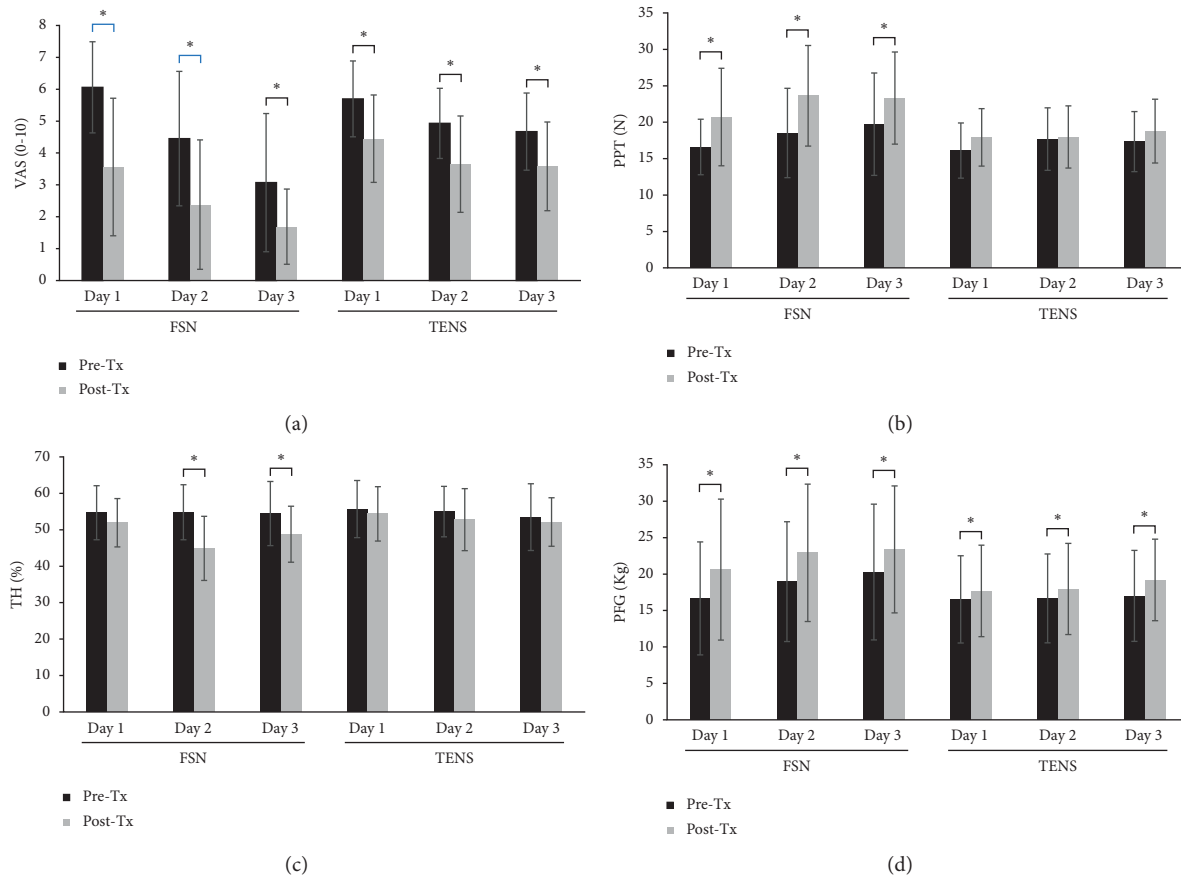 VAS (0-10)
8
7
6
5
4
3
2
1
0
* * * * * *
Day 1 Day 2 Day 3 Day 1 Day 2 Day 3
FSN TENS
Pre-Tx
Post-Tx
(a)
PPT (N)
35
30
25
20
15
10
5
0
* * *
Day 1 Day 2 Day 3 Day 1 Day 2 Day 3
FSN TENS
Pre-Tx
Post-Tx
(b)
TH (%)
70
60
50
40
30
20
10
0
* *
Day 1 Day 2 Day 3 Day 1 Day 2 Day 3
FSN TENS
Pre-Tx
Post-Tx
(c)
PFG (Kg)
35
30
25
20
15
10
5
0
* * * * * *
Day 1 Day 2 Day 3 Day 1 Day 2 Day 3
FSN TENS
Pre-Tx
Post-Tx
(d)